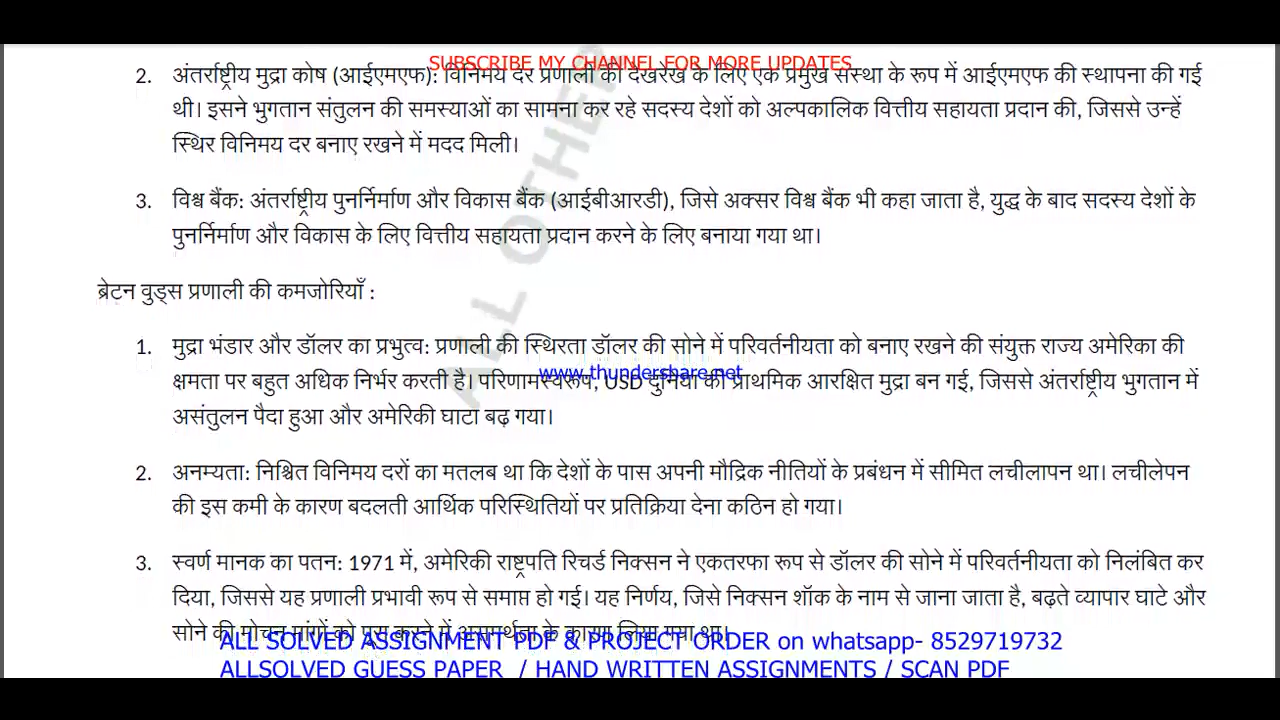 SUBSCRIBE MY CHANNEL FOR MORE UPDATES
2. अंतर्राष्ट्रीय मुद्रा कोष (आईएमएफ): विनिमय दर प्रणाली की देखरेख के लिए एक प्रमुख संस्था के रूप में आईएमएफ की स्थापना की गई
थी। इसने भुगतान संतुलन की समस्याओं का सामना कर रहे सदस्य देशों को अल्पकालिक वित्तीय सहायता प्रदान की, जिससे उन्हें
स्थिर विनिमय दर बनाए रखने में मदद मिली।
3. विश्व बैंक: अंतर्राष्ट्रीय पुनर्निर्माण और विकास बैंक (आईबीआरडी), जिसे अक्सर विश्व बैंक भी कहा जाता है, युद्ध के बाद सदस्य देशों के
पुनर्निर्माण और विकास के लिए वित्तीय सहायता प्रदान करने के लिए बनाया गया था।
ALL OTHER
ब्रेटन वुड्स प्रणाली की कमजोरियाँ :
1. मुद्रा भंडार और डॉलर का प्रभुत्व: प्रणाली की स्थिरता डॉलर की सोने में परिवर्तनीयता को बनाए रखने की संयुक्त राज्य अमेरिका की
www.thundershare.net
क्षमता पर बहुत अधिक निर्भर करती है। परिणामस्वरूप, USD दुनिया की प्राथमिक आरक्षित मुद्रा बन गई, जिससे अंतर्राष्ट्रीय भुगतान में
असंतुलन पैदा हुआ और अमेरिकी घाटा बढ़ गया।
2. अनम्यता: निश्चित विनिमय दरों का मतलब था कि देशों के पास अपनी मौद्रिक नीतियों के प्रबंधन में सीमित लचीलापन था। लचीलेपन
की इस कमी के कारण बदलती आर्थिक परिस्थितियों पर प्रतिक्रिया देना कठिन हो गया।
3. स्वर्ण मानक का पतन: 1971 में, अमेरिकी राष्ट्रपति रिचर्ड निक्सन ने एकतरफा रूप से डॉलर की सोने में परिवर्तनीयता को निलंबित कर
दिया, जिससे यह प्रणाली प्रभावी रूप से समाप्त हो गई। यह निर्णय, जिसे निक्सन शॉक के नाम से जाना जाता है, बढ़ते व्यापार घाटे और
सोने की मोचन मांगों को पूरा करने में असमर्थता के कारण लिया गया था।
ALL SOLVED ASSIGNMENT PDF & PROJECT ORDER on whatsapp- 8529719732
ALLSOLVED GUESS PAPER / HAND WRITTEN ASSIGNMENTS / SCAN PDF